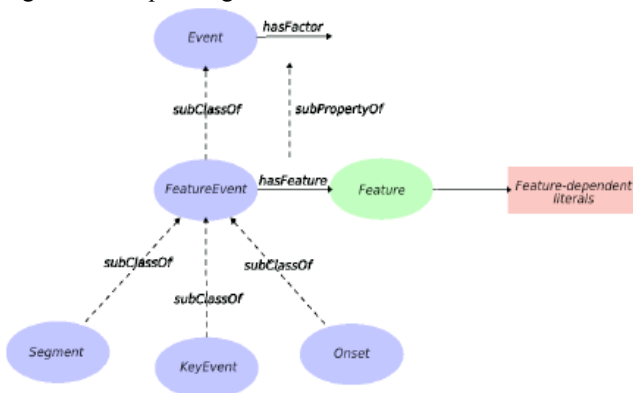 Event
hasFactor
subClassOf
subPropertyOf
FeatureEvent
hasFeature
Feature
Feature-dependent
literals
subClassOf
subClassOf
subClassOf
Segment
KeyEvent
Onset